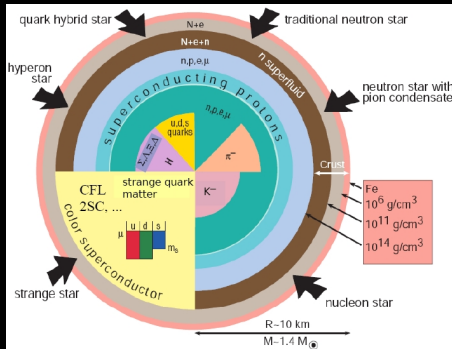 quark hybrid star
traditional neutron star
N+e
N+e+n
n,p,e,μ
n superfluid
hyperon
star
neutron star with
pion condensate
superconducting protons
n,p,e,μ
u,d,s
quarks
Σ,Λ,Ξ,Δ
H
π⁻
K⁻
Crust
strange quark
matter
CFL
2SC, ...
u d s
μ
mₛ
color superconductor
Fe
10⁶ g/cm³
10¹¹ g/cm³
10¹⁴ g/cm³
strange star
nucleon star
R~10 km
M~1.4 M☉